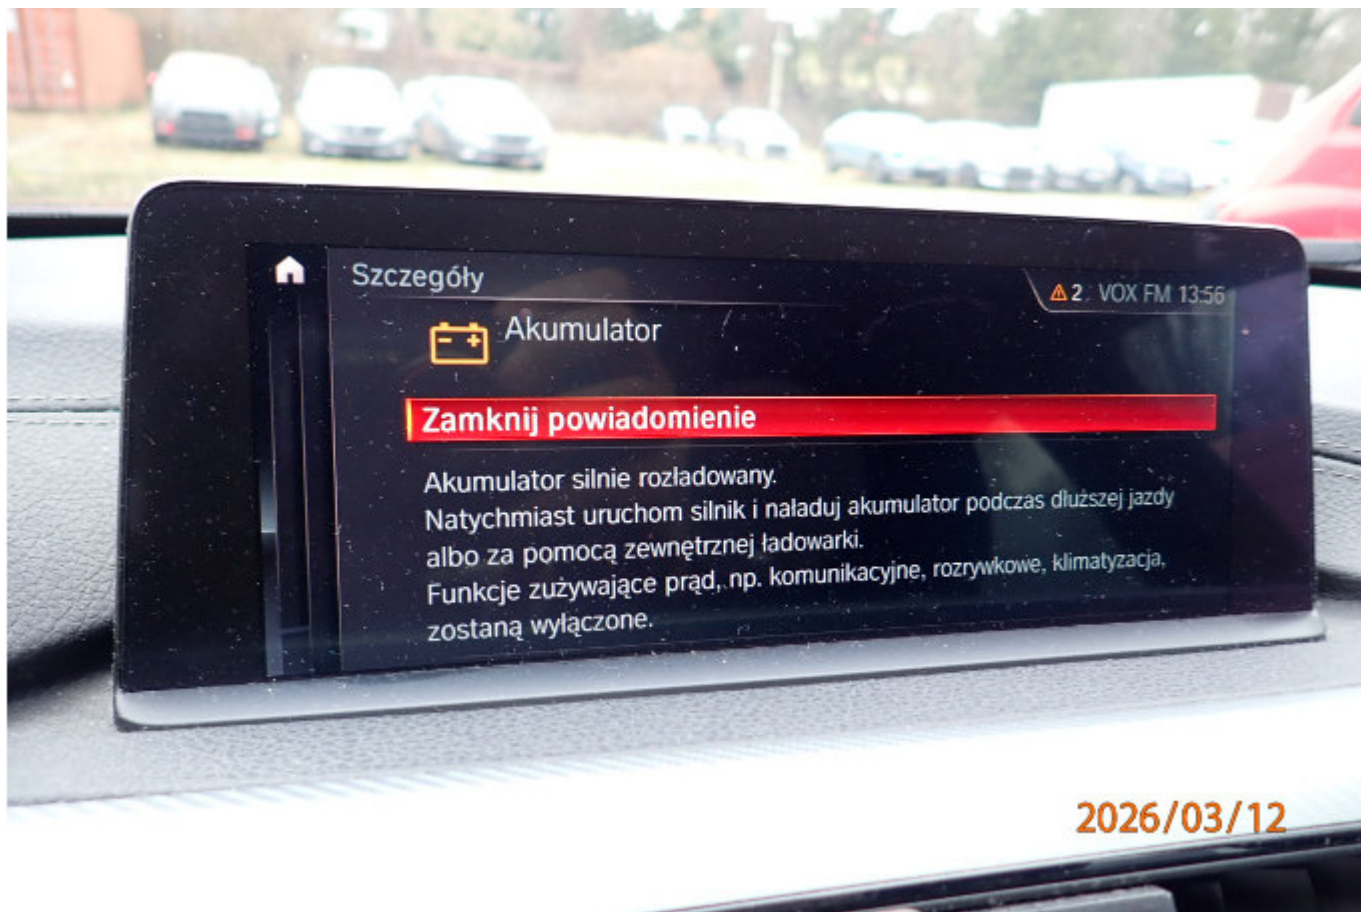 Szczegóły
2 VOX FM 13:56
Akumulator
Zamknij powiadomienie
Akumulator silnie rozładowany.
Natychmiast uruchom silnik i naładuj akumulator podczas dłuższej jazdy
albo za pomocą zewnętrznej ładowarki.
Funkcje zużywające prąd, np. komunikacyjne, rozrywkowe, klimatyzacja,
zostaną wyłączone.
2026/03/12